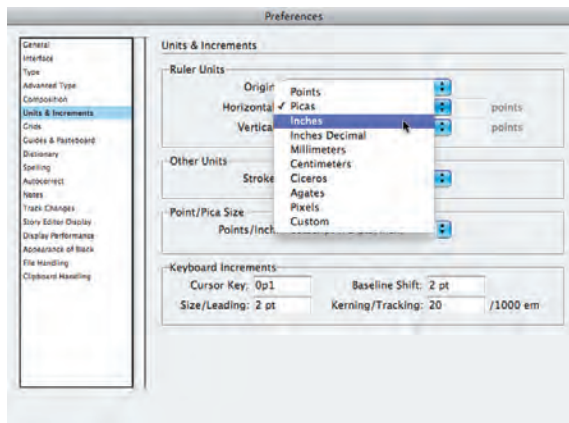 Preferences
General
Interface
Type
Advanced Type
Composition
Units & Increments
Grids
Guides & Pasteboard
Dictionary
Spelling
Autocorrect
Notes
Track Changes
Story Editor Display
Display Performance
Appearance of Black
File Handling
Clipboard Handling
Units & Increments
Ruler Units
Origin
Horizontal
points
Vertical
points
Points
✓ Picas
Inches
Inches Decimal
Millimeters
Centimeters
Ciceros
Agates
Pixels
Custom
Other Units
Stroke
Point/Pica Size
Points/Inch
Keyboard Increments
Cursor Key: 0p1
Baseline Shift: 2 pt
Size/Leading: 2 pt
Kerning/Tracking: 20 /1000 em